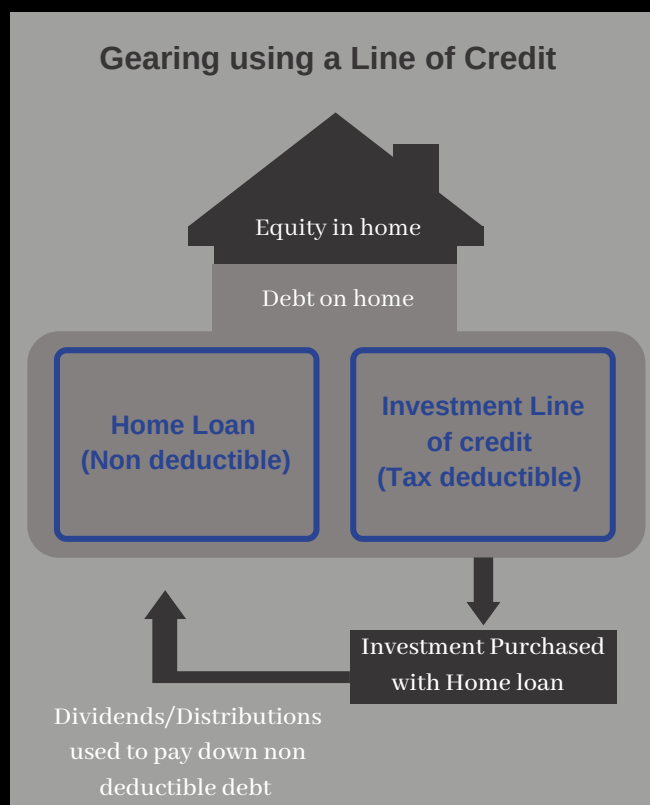 Gearing using a Line of Credit
Equity in home
Debt on home
Home Loan
(Non deductible)
Investment Line
of credit
(Tax deductible)
Investment Purchased
with Home loan
Dividends/Distributions
used to pay down non
deductible debt